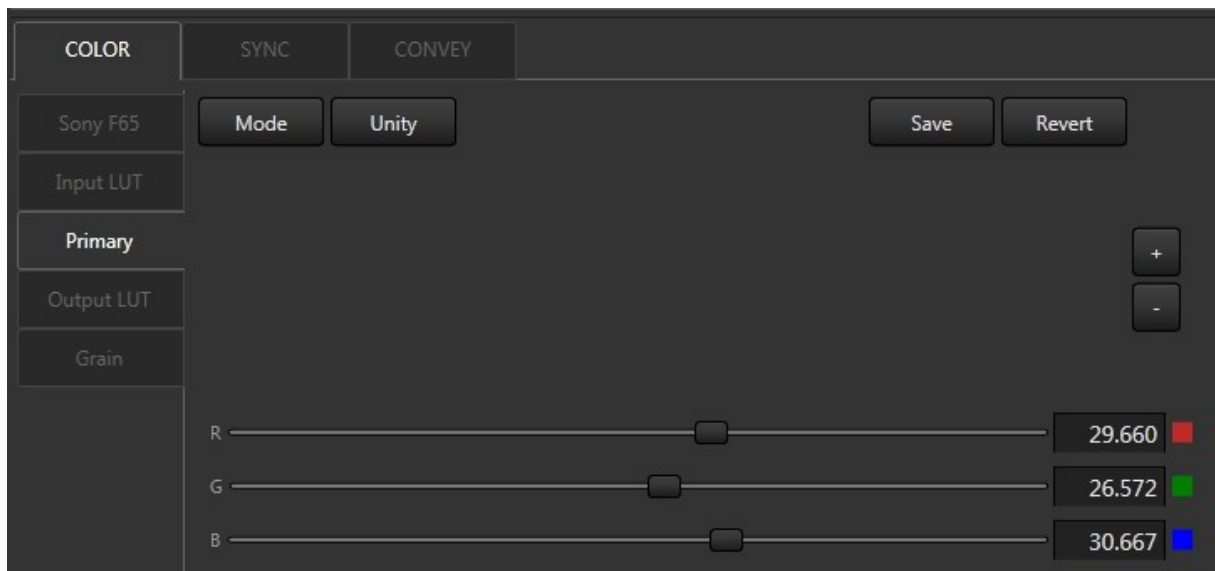 COLOR SYNC CONVEY
Sony F65
Input LUT
Primary
Output LUT
Grain
Mode Unity Save Revert
+
-
R 29.660
G 26.572
B 30.667